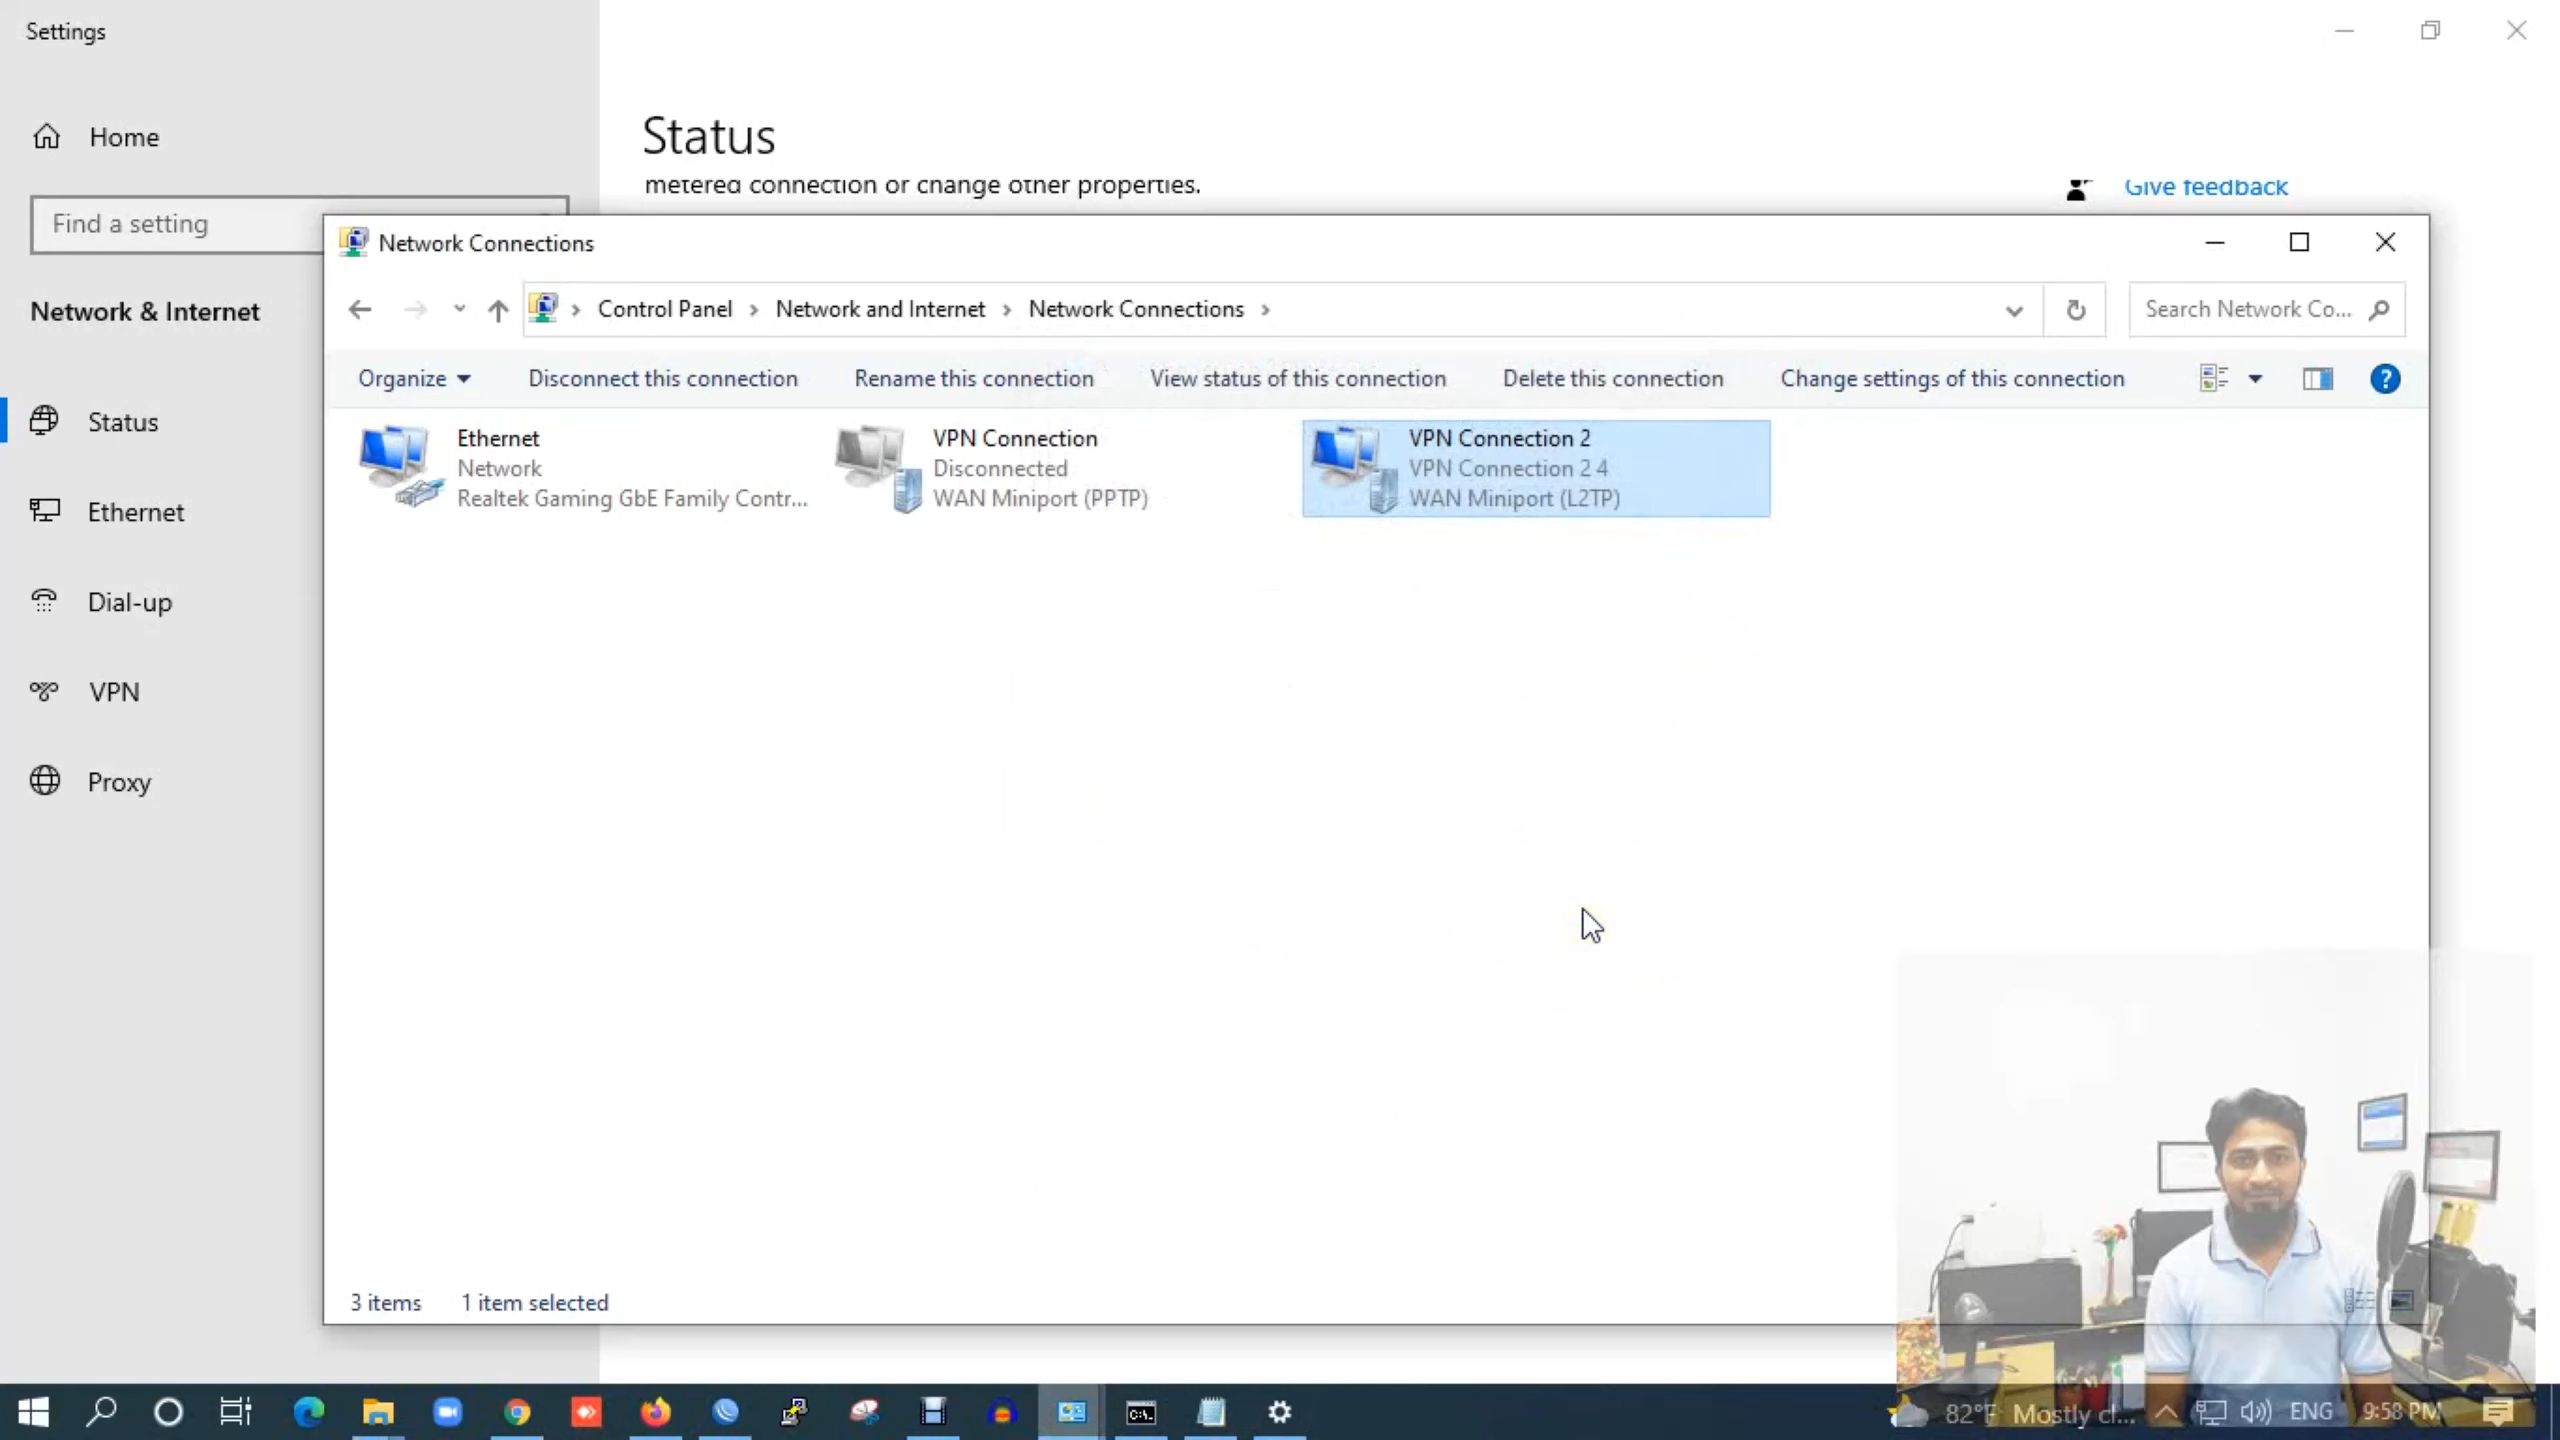 Settings
Home
Find a setting
Network & Internet
Status
Ethernet
Dial-up
VPN
Proxy
Status
metered connection or change other properties.
Give feedback
Network Connections
Control Panel > Network and Internet > Network Connections >
Search Network Co...
Organize
Disconnect this connection
Rename this connection
View status of this connection
Delete this connection
Change settings of this connection
Ethernet
Network
Realtek Gaming GbE Family Contr...
VPN Connection
Disconnected
WAN Miniport (PPTP)
VPN Connection 2
VPN Connection 2 4
WAN Miniport (L2TP)
3 items
1 item selected
82°F Mostly cl...
ENG
9:58 PM